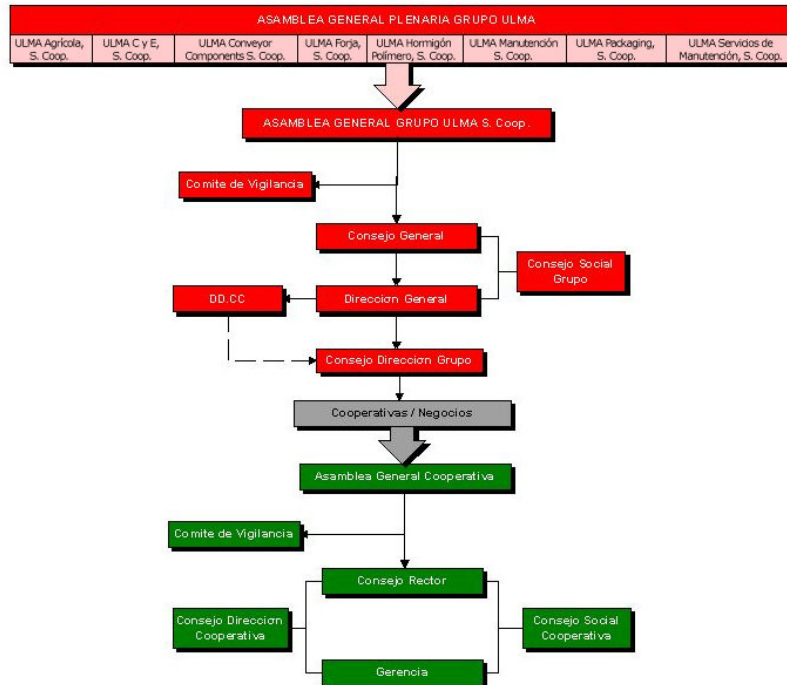 ASAMBLEA GENERAL PLENARIA GRUPO ULMA
ULMA Agrícola,
S. Coop.
ULMA C y E,
S. Coop.
ULMA Conveyor
Components S. Coop.
ULMA Forja,
S. Coop.
ULMA Hormigón
Polímero, S. Coop.
ULMA Manutención
S. Coop.
ULMA Packaging,
S. Coop.
ULMA Servicios de
Manutención, S. Coop.
ASAMBLEA GENERAL GRUPO ULMA S. Coop.
Comite de Vigilancia
Consejo General
Consejo Social
Grupo
DD.CC
Direccion General
Consejo Direccion Grupo
Cooperativas / Negocios
Asamblea General Cooperativa
Comite de Vigilancia
Consejo Rector
Consejo Direccion
Cooperativa
Consejo Social
Cooperativa
Gerencia